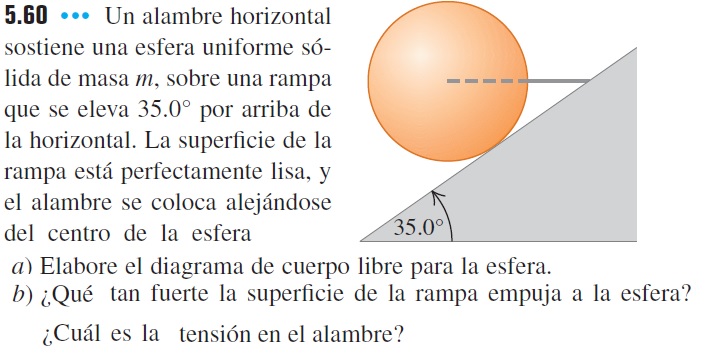 5.60 ••• Un alambre horizontal
sostiene una esfera uniforme só-
lida de masa m, sobre una rampa
que se eleva 35.0° por arriba de
la horizontal. La superficie de la
rampa está perfectamente lisa, y
el alambre se coloca alejándose
del centro de la esfera
35.0°
a) Elabore el diagrama de cuerpo libre para la esfera.
b) ¿Qué tan fuerte la superficie de la rampa empuja a la esfera?
¿Cuál es la tensión en el alambre?